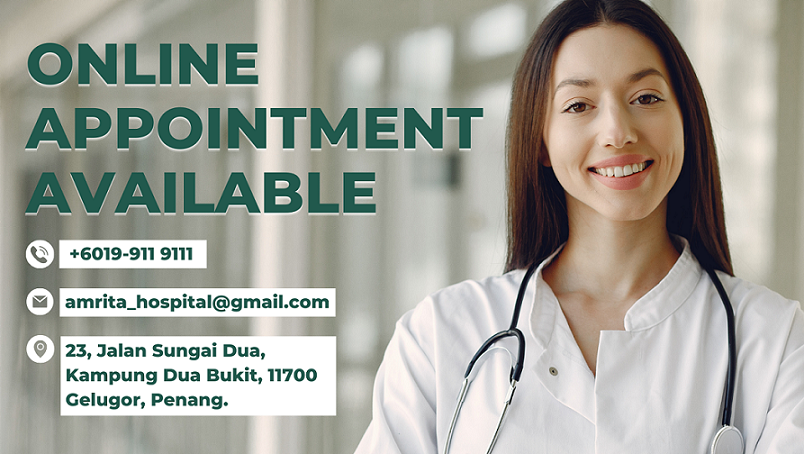 ONLINE
APPOINTMENT
AVAILABLE
+6019-911 9111
amrita_hospital@gmail.com
23, Jalan Sungai Dua,
Kampung Dua Bukit, 11700
Gelugor, Penang.